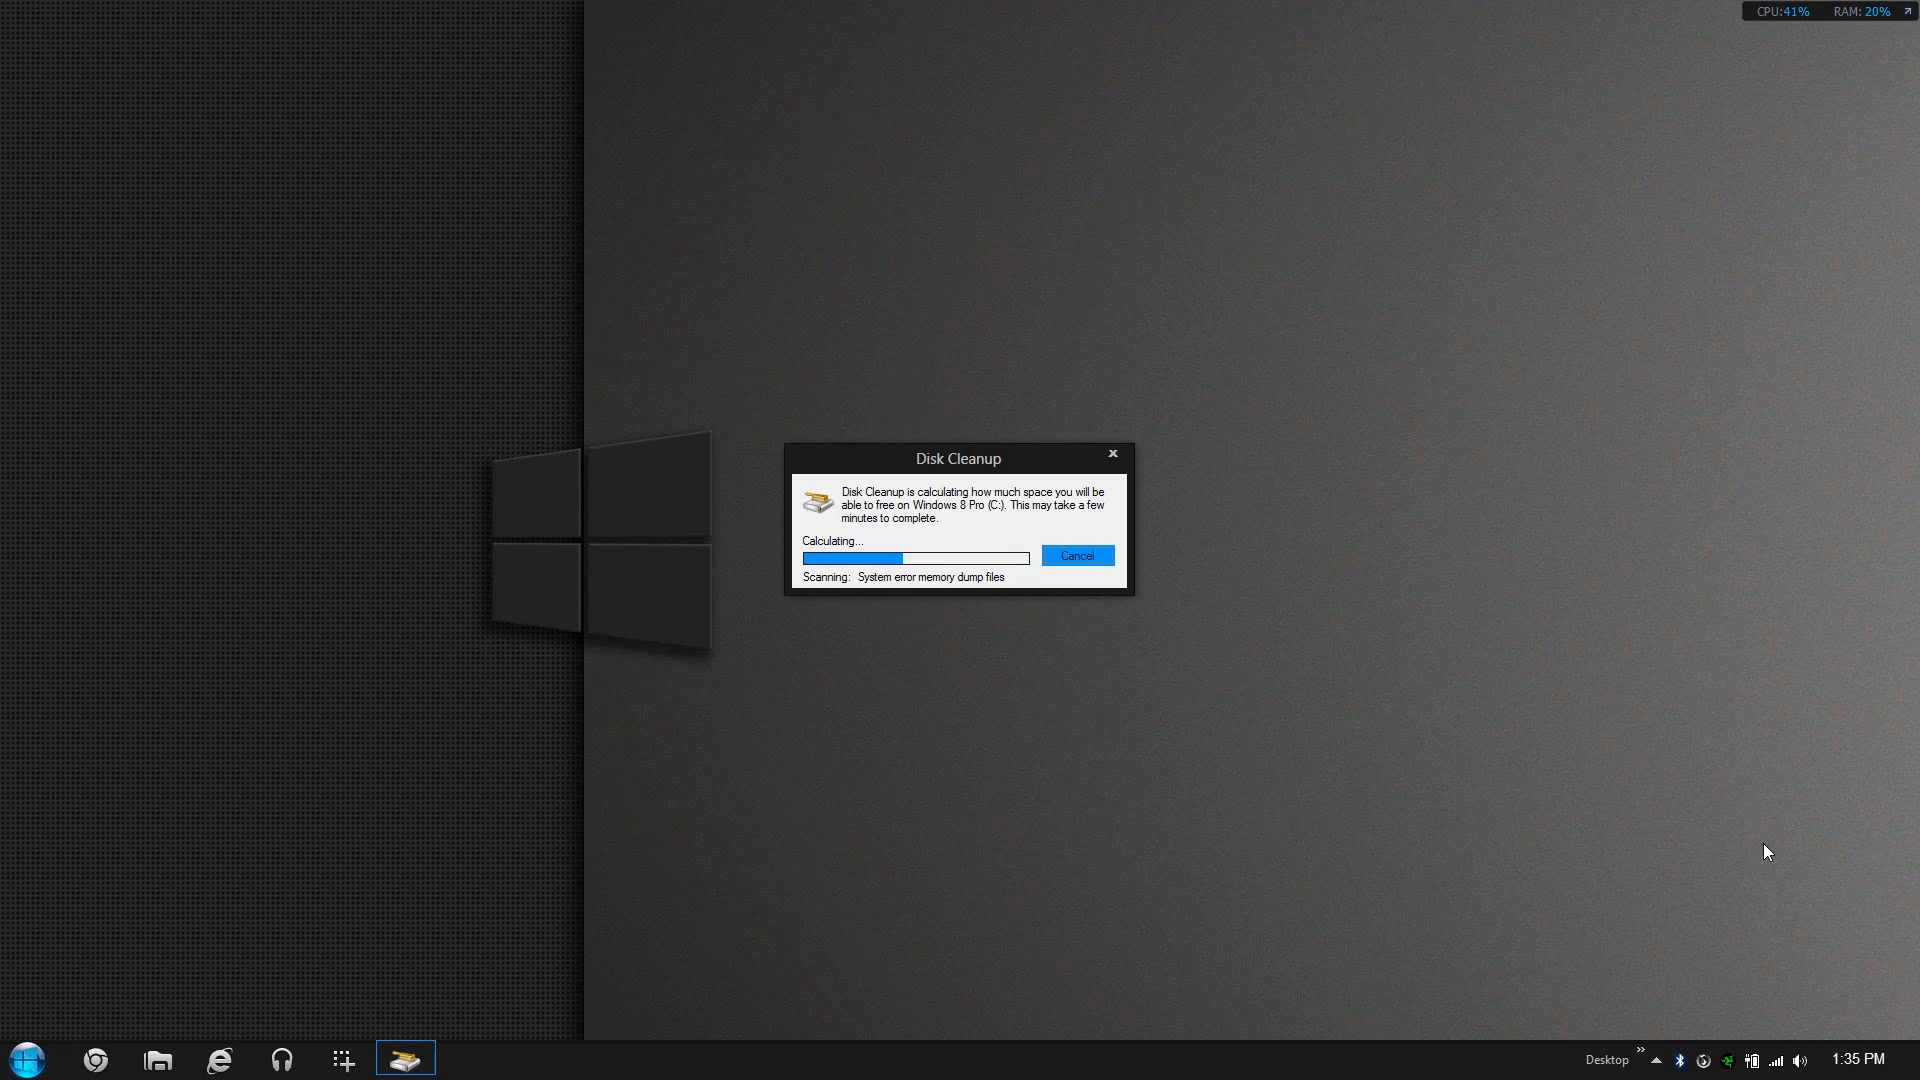 CPU:41% RAM: 20%
Disk Cleanup
Disk Cleanup is calculating how much space you will be
able to free on Windows 8 Pro (C:). This may take a few
minutes to complete.
Calculating...
Cancel
Scanning: System error memory dump files
Desktop
1:35 PM